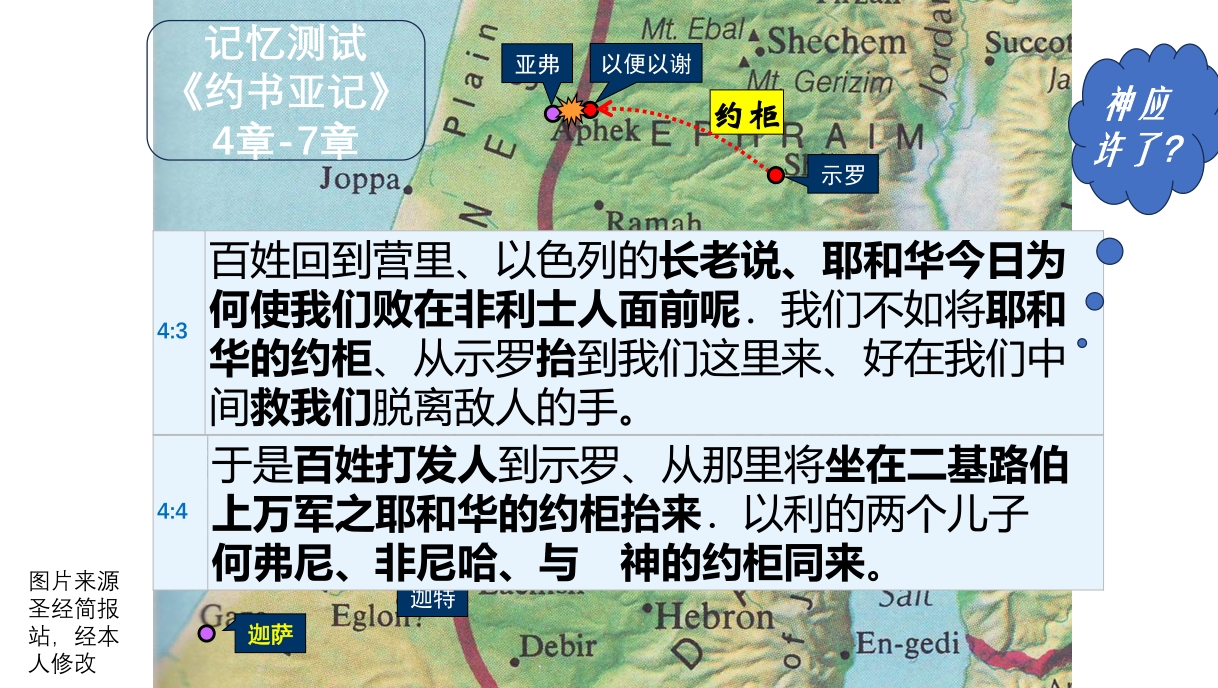 记忆测试
《约书亚记》
4章-7章
亚弗
以便以谢
约柜
示罗
神应
许了?
Mt. Ebal
Shechem
Mt. Gerizim
Succot
Jordan
Plain
Aphek
EPHRAIM
Joppa
Ramah
4:3
百姓回到营里、以色列的长老说、耶和华今日为
何使我们败在非利士人面前呢．我们不如将耶和
华的约柜、从示罗抬到我们这里来、好在我们中
间救我们脱离敌人的手。
4:4
于是百姓打发人到示罗、从那里将坐在二基路伯
上万军之耶和华的约柜抬来．以利的两个儿子
何弗尼、非尼哈、与　神的约柜同来。
图片来源
圣经简报
站，经本
人修改
迦特
迦萨
Gaza
Eglon?
Debir
Hebron
En-gedi
Salt
of